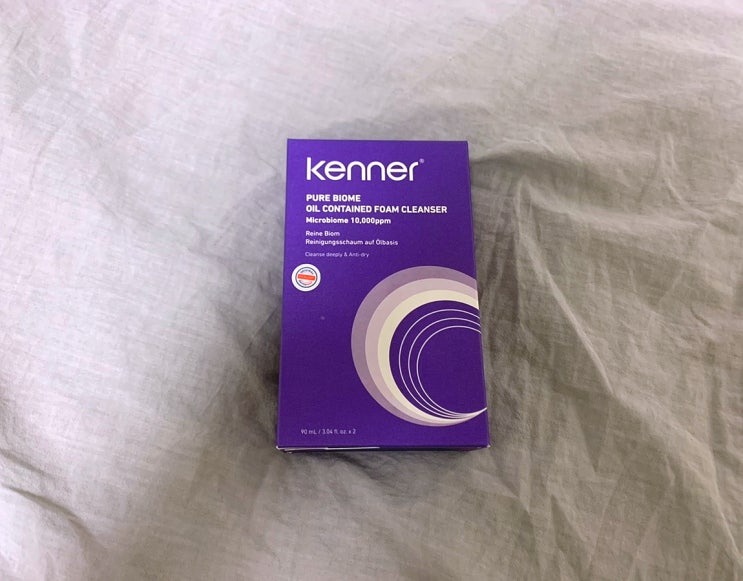 kenner®
PURE BIOME
OIL CONTAINED FOAM CLEANSER
Microbiome 10,000ppm
Reine Biom
Reinigungsschaum auf Ölbasis
Cleanse deeply & Anti-dry
90 mL / 3.04 fl. oz. x 2